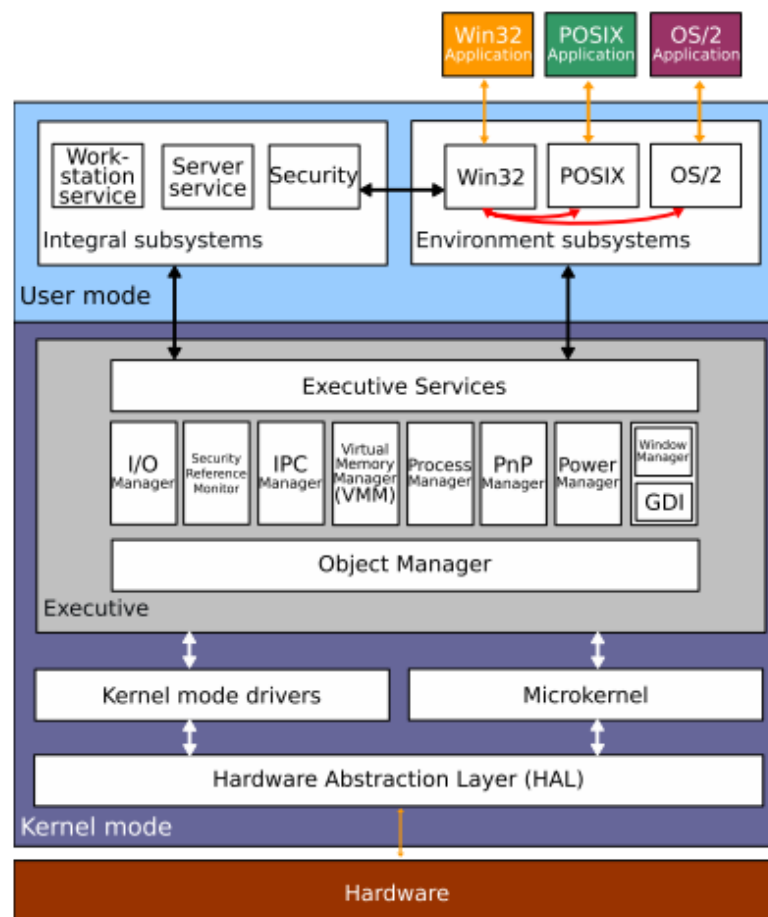 Win32
Application
POSIX
Application
OS/2
Application
Work-
station
service
Server
service
Security
Integral subsystems
Win32
POSIX
OS/2
Environment subsystems
User mode
Executive Services
I/O
Manager
Security
Reference
Monitor
IPC
Manager
Virtual
Memory
Manager
(VMM)
Process
Manager
PnP
Manager
Power
Manager
Window
Manager
GDI
Object Manager
Executive
Kernel mode drivers
Microkernel
Hardware Abstraction Layer (HAL)
Kernel mode
Hardware